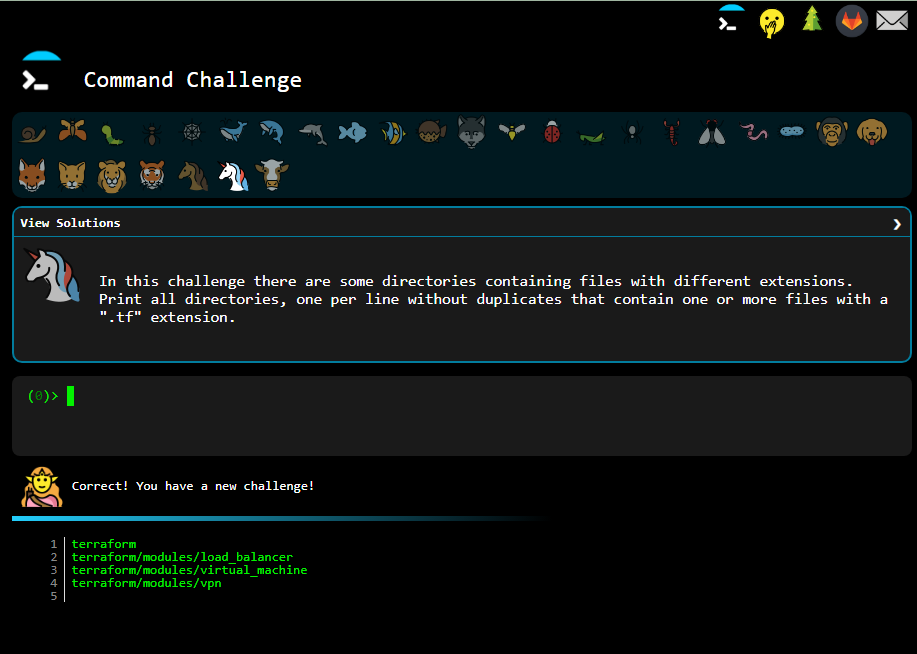 Command Challenge
View Solutions
In this challenge there are some directories containing files with different extensions.
Print all directories, one per line without duplicates that contain one or more files with a
".tf" extension.
(0)>
Correct! You have a new challenge!
1 terraform
2 terraform/modules/load_balancer
3 terraform/modules/virtual_machine
4 terraform/modules/vpn
5